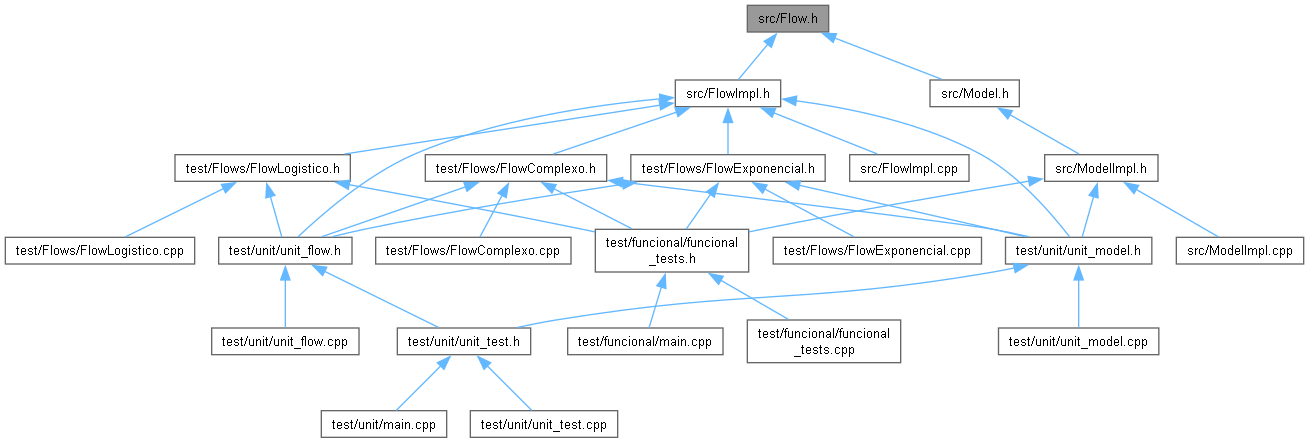 src/Flow.h
src/FlowImpl.h
src/Model.h
test/Flows/FlowLogistico.h
test/Flows/FlowComplexo.h
test/Flows/FlowExponencial.h
src/FlowImpl.cpp
src/ModelImpl.h
test/Flows/FlowLogistico.cpp
test/unit/unit_flow.h
test/Flows/FlowComplexo.cpp
test/funcional/funcional
_tests.h
test/Flows/FlowExponencial.cpp
test/unit/unit_model.h
src/ModelImpl.cpp
test/unit/unit_flow.cpp
test/unit/unit_test.h
test/funcional/main.cpp
test/funcional/funcional
_tests.cpp
test/unit/unit_model.cpp
test/unit/main.cpp
test/unit/unit_test.cpp